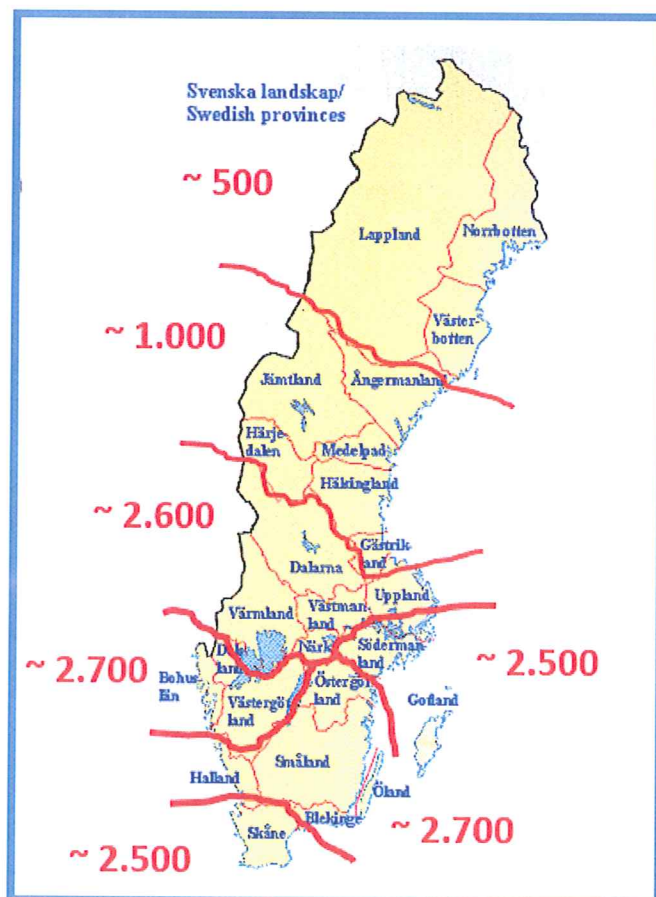 Svenska landskap/
Swedish provinces
~ 500
Lappland
Norrbotten
Väster-
botten
~ 1.000
Jämtland
Ångermanland
Härje-
dalen
Medelpad
Hälsingland
~ 2.600
Gästrik
land
Dalarna
Uppland
Värmland
Västman
land
Dals
land
Närk
Söderman
land
~ 2.700
~ 2.500
Bohus
län
Västergöt
land
Östergöt
land
Gotland
Småland
Halland
Öland
Blekinge
~ 2.700
Skåne
~ 2.500